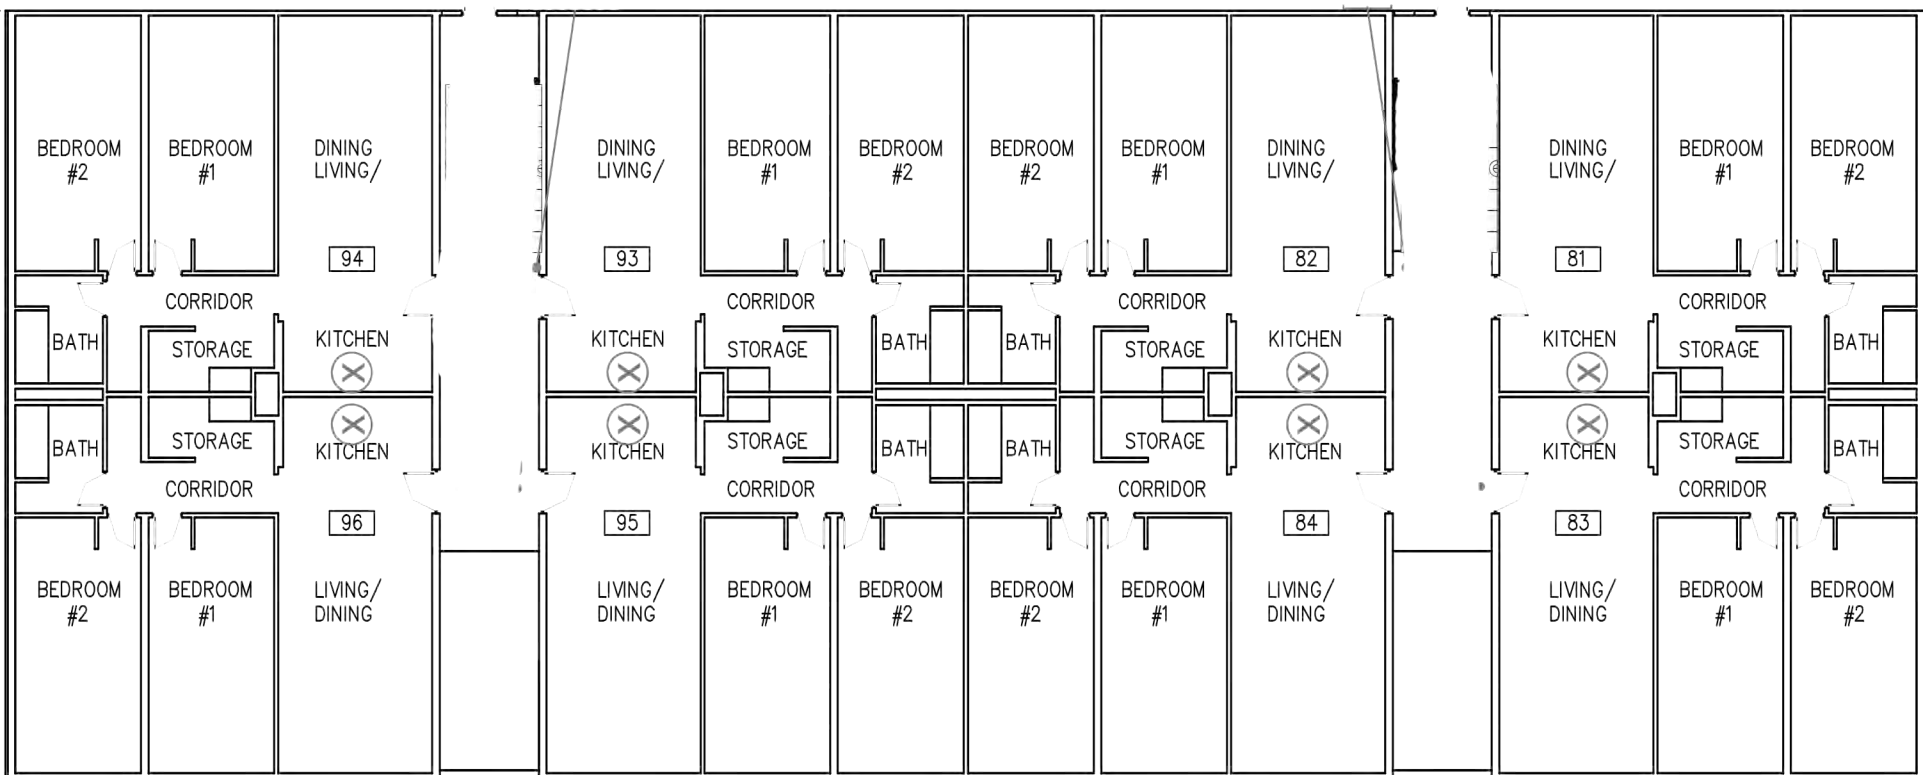 BEDROOM BEDROOM DINING DINING BEDROOM BEDROOM BEDROOM BEDROOM DINING DINING BEDROOM BEDROOM
#2 #1 LIVING/ LIVING/ #1 #2 #2 #1 LIVING/ LIVING/ #1 #2
94 93 82 81
CORRIDOR CORRIDOR CORRIDOR CORRIDOR
BATH STORAGE KITCHEN KITCHEN STORAGE BATH BATH STORAGE KITCHEN KITCHEN STORAGE BATH
X X X X
X X X X
BATH STORAGE KITCHEN KITCHEN STORAGE BATH BATH STORAGE KITCHEN KITCHEN STORAGE BATH
CORRIDOR CORRIDOR CORRIDOR CORRIDOR
96 95 84 83
BEDROOM BEDROOM LIVING/ LIVING/ BEDROOM BEDROOM BEDROOM BEDROOM LIVING/ LIVING/ BEDROOM BEDROOM
#2 #1 DINING DINING #1 #2 #2 #1 DINING DINING #1 #2